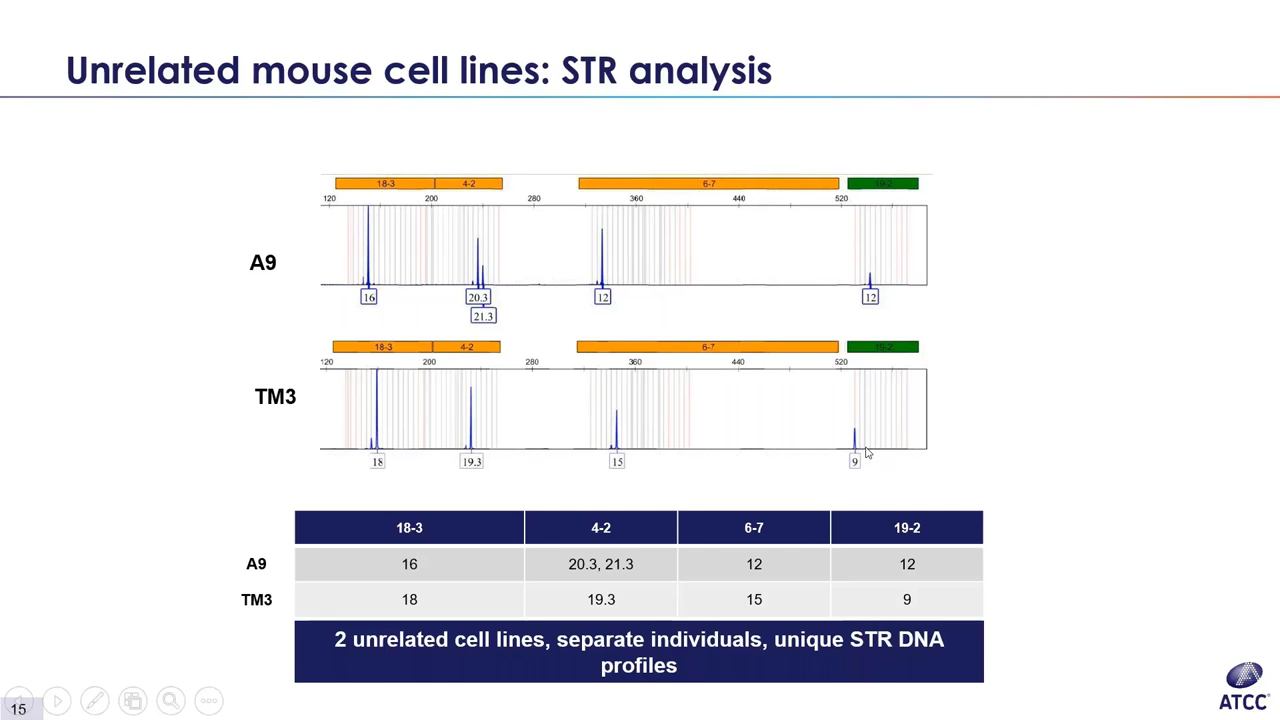 Unrelated mouse cell lines: STR analysis
18-3 4-2 6-7 19-2
120 200 280 360 440 520
A9
16 20.3 12 12
21.3
18-3 4-2 6-7 19-2
120 200 280 360 440 520
TM3
18 19.3 15 9
18-3 4-2 6-7 19-2
A9 16 20.3, 21.3 12 12
TM3 18 19.3 15 9
2 unrelated cell lines, separate individuals, unique STR DNA
profiles
15
ATCC